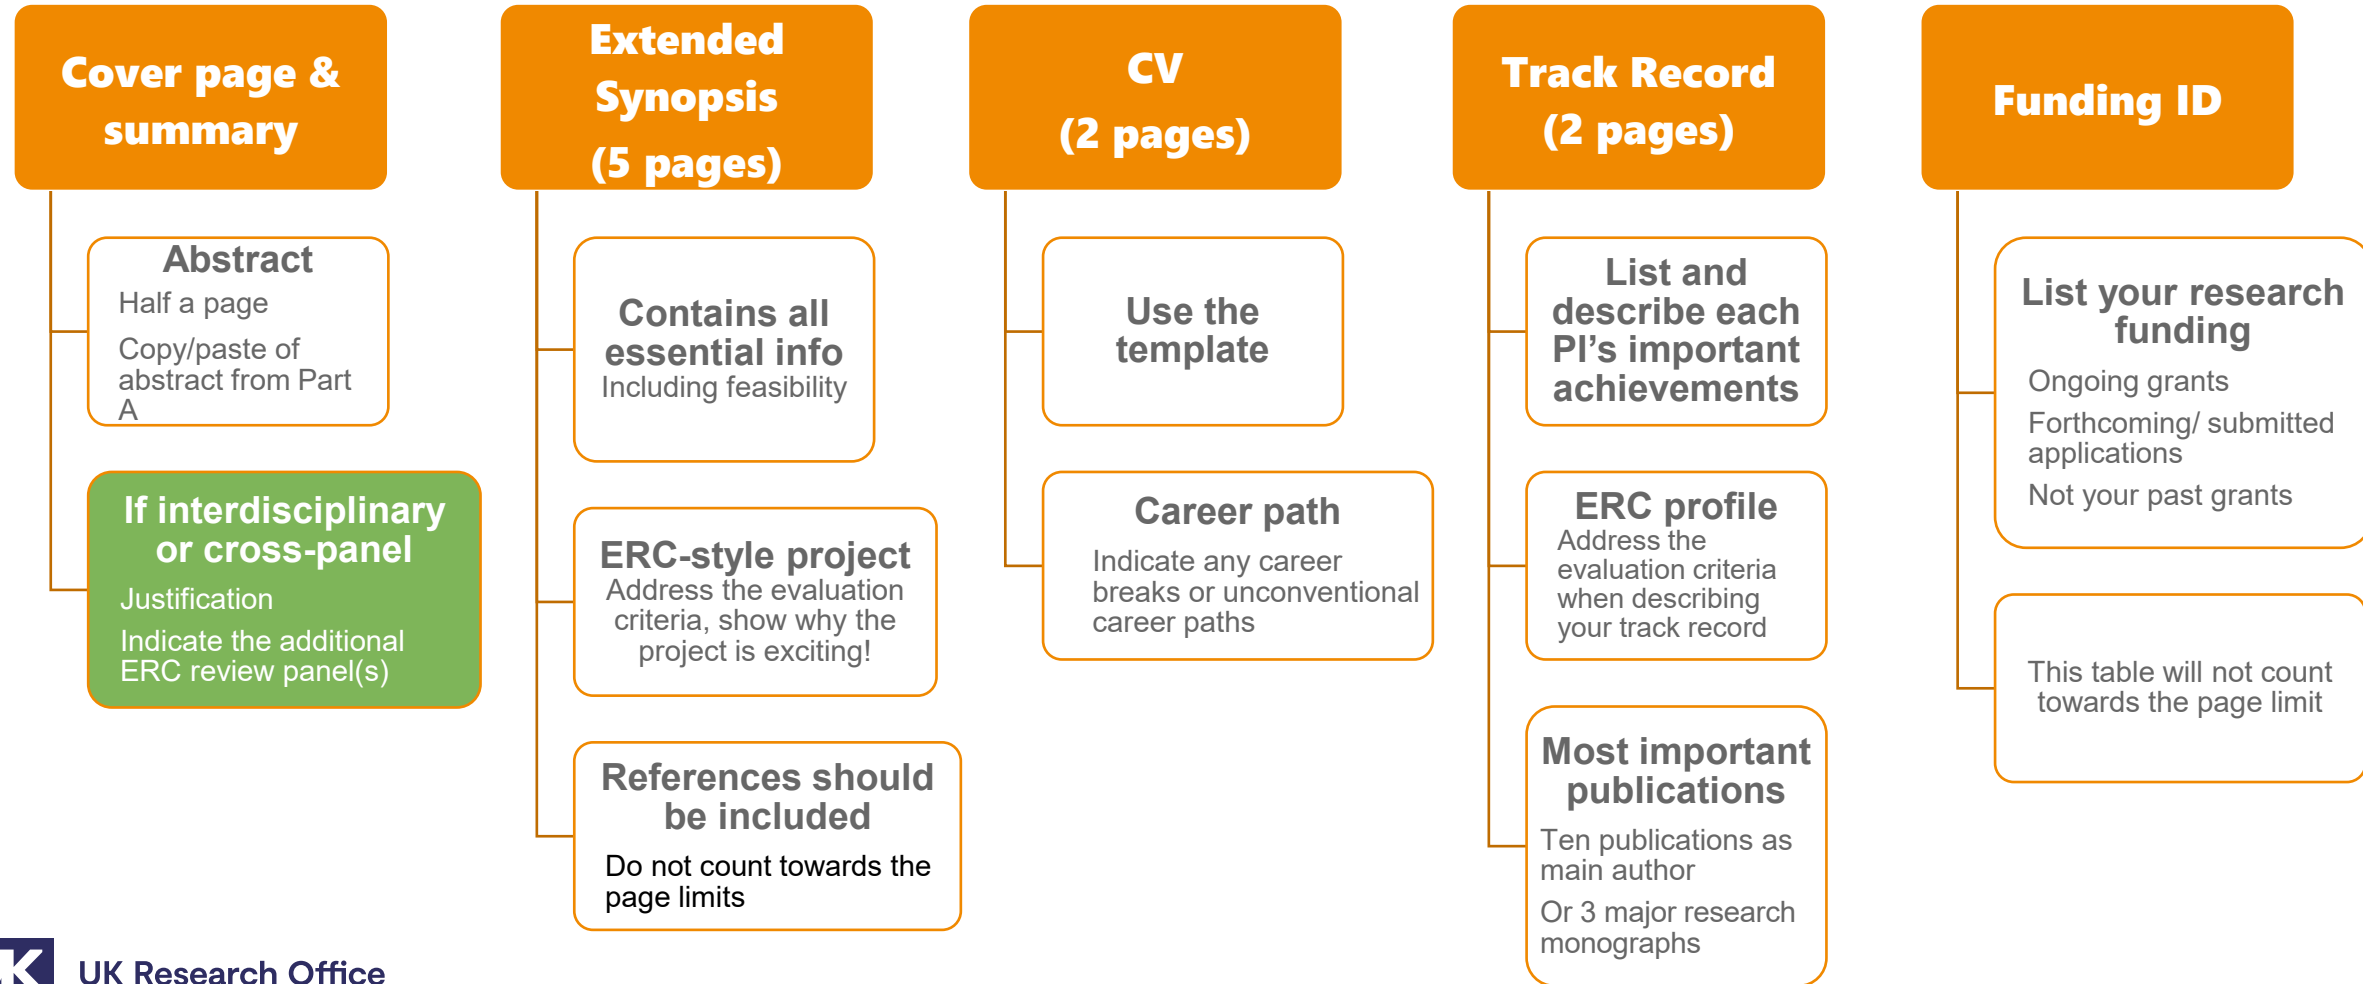 Cover page &
summary
Abstract
Half a page
Copy/paste of
abstract from Part
A
If interdisciplinary
or cross-panel
Justification
Indicate the additional
ERC review panel(s)
Extended
Synopsis
(5 pages)
Contains all
essential info
Including feasibility
ERC-style project
Address the evaluation
criteria, show why the
project is exciting!
References should
be included
Do not count towards the
page limits
CV
(2 pages)
Use the
template
Career path
Indicate any career
breaks or unconventional
career paths
Track Record
(2 pages)
List and
describe each
PI’s important
achievements
ERC profile
Address the
evaluation criteria
when describing
your track record
Most important
publications
Ten publications as
main author
Or 3 major research
monographs
Funding ID
List your research
funding
Ongoing grants
Forthcoming/ submitted
applications
Not your past grants
This table will not count
towards the page limit
UK Research Office